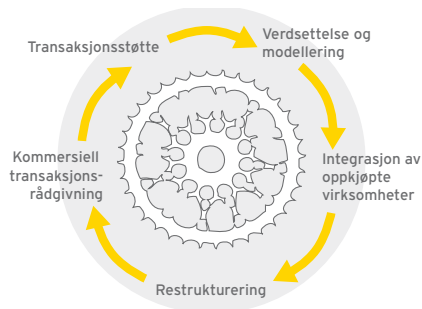 Transaksjonsstøtte
Verdsettelse og
modellering
Integrasjon av
oppkjøpte
virksomheter
Restrukturering
Kommersiell
transaksjons-
rådgivning